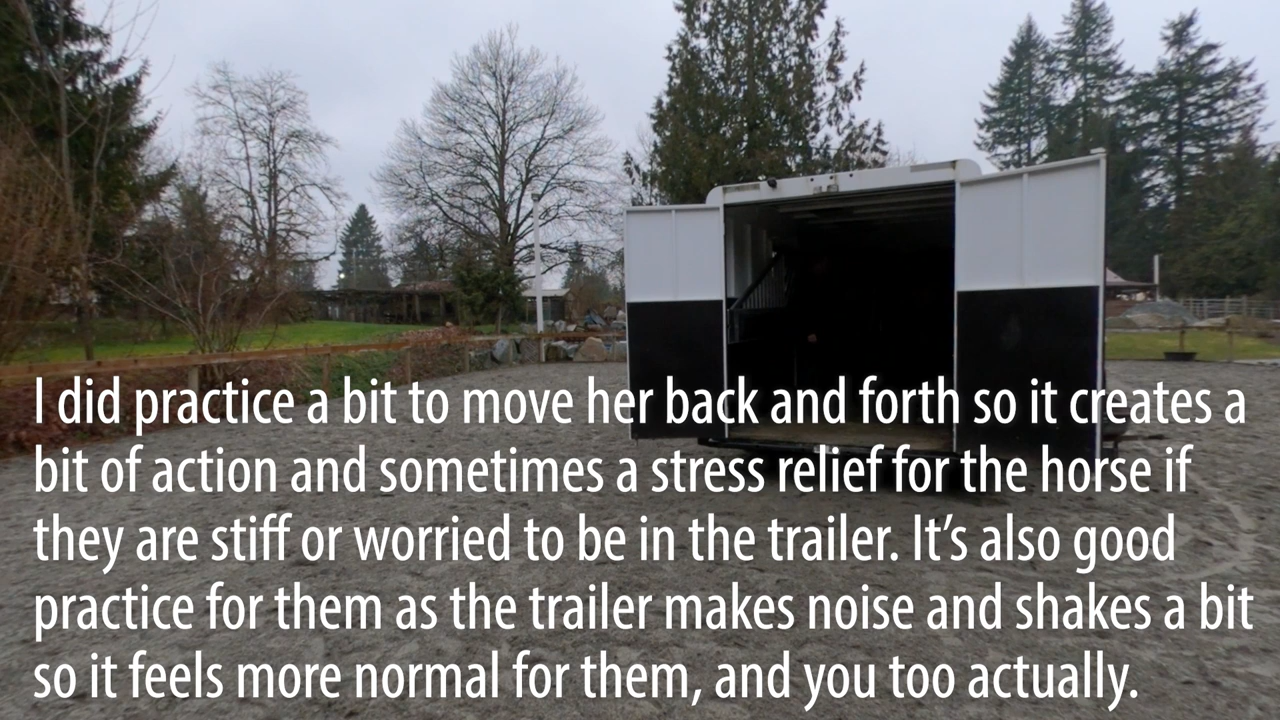 I did practice a bit to move her back and forth so it creates a
bit of action and sometimes a stress relief for the horse if
they are stiff or worried to be in the trailer. It’s also good
practice for them as the trailer makes noise and shakes a bit
so it feels more normal for them, and you too actually.